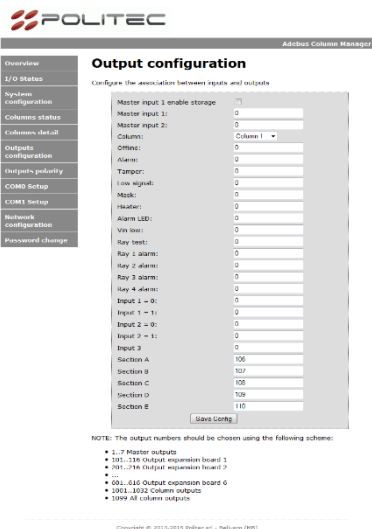 POLITEC
Adebus Column Manager
Overview
I/O Status
System
configuration
Columns status
Columns detail
Outputs
configuration
Outputs polarity
COM0 Setup
COM1 Setup
Network
configuration
Password change
Output configuration
Configure the association between inputs and outputs
Master input 1 enable storage
Master input 1: 0
Master input 2: 0
Column: Column 1
Offline: 0
Alarm: 0
Tamper: 0
Low signal: 0
Mask: 0
Heater: 0
Alarm LED: 0
Vin low: 0
Ray test: 0
Ray 1 alarm: 0
Ray 2 alarm: 0
Ray 3 alarm: 0
Ray 4 alarm: 0
Input 1 = 0: 0
Input 1 = 1: 0
Input 2 = 0: 0
Input 2 = 1: 0
Input 3 0
Section A 106
Section B 107
Section C 108
Section D 109
Section E 110
Save Config
NOTE: The output numbers should be chosen using the following scheme:
• 1..7 Master outputs
• 101..116 Output expansion board 1
• 201..216 Output expansion board 2
• ...
• 601..616 Output expansion board 6
• 1001..1032 Column outputs
• 1099 All column outputs
Copyright © 2013-2015 Politec srl - Bellusco (MB)